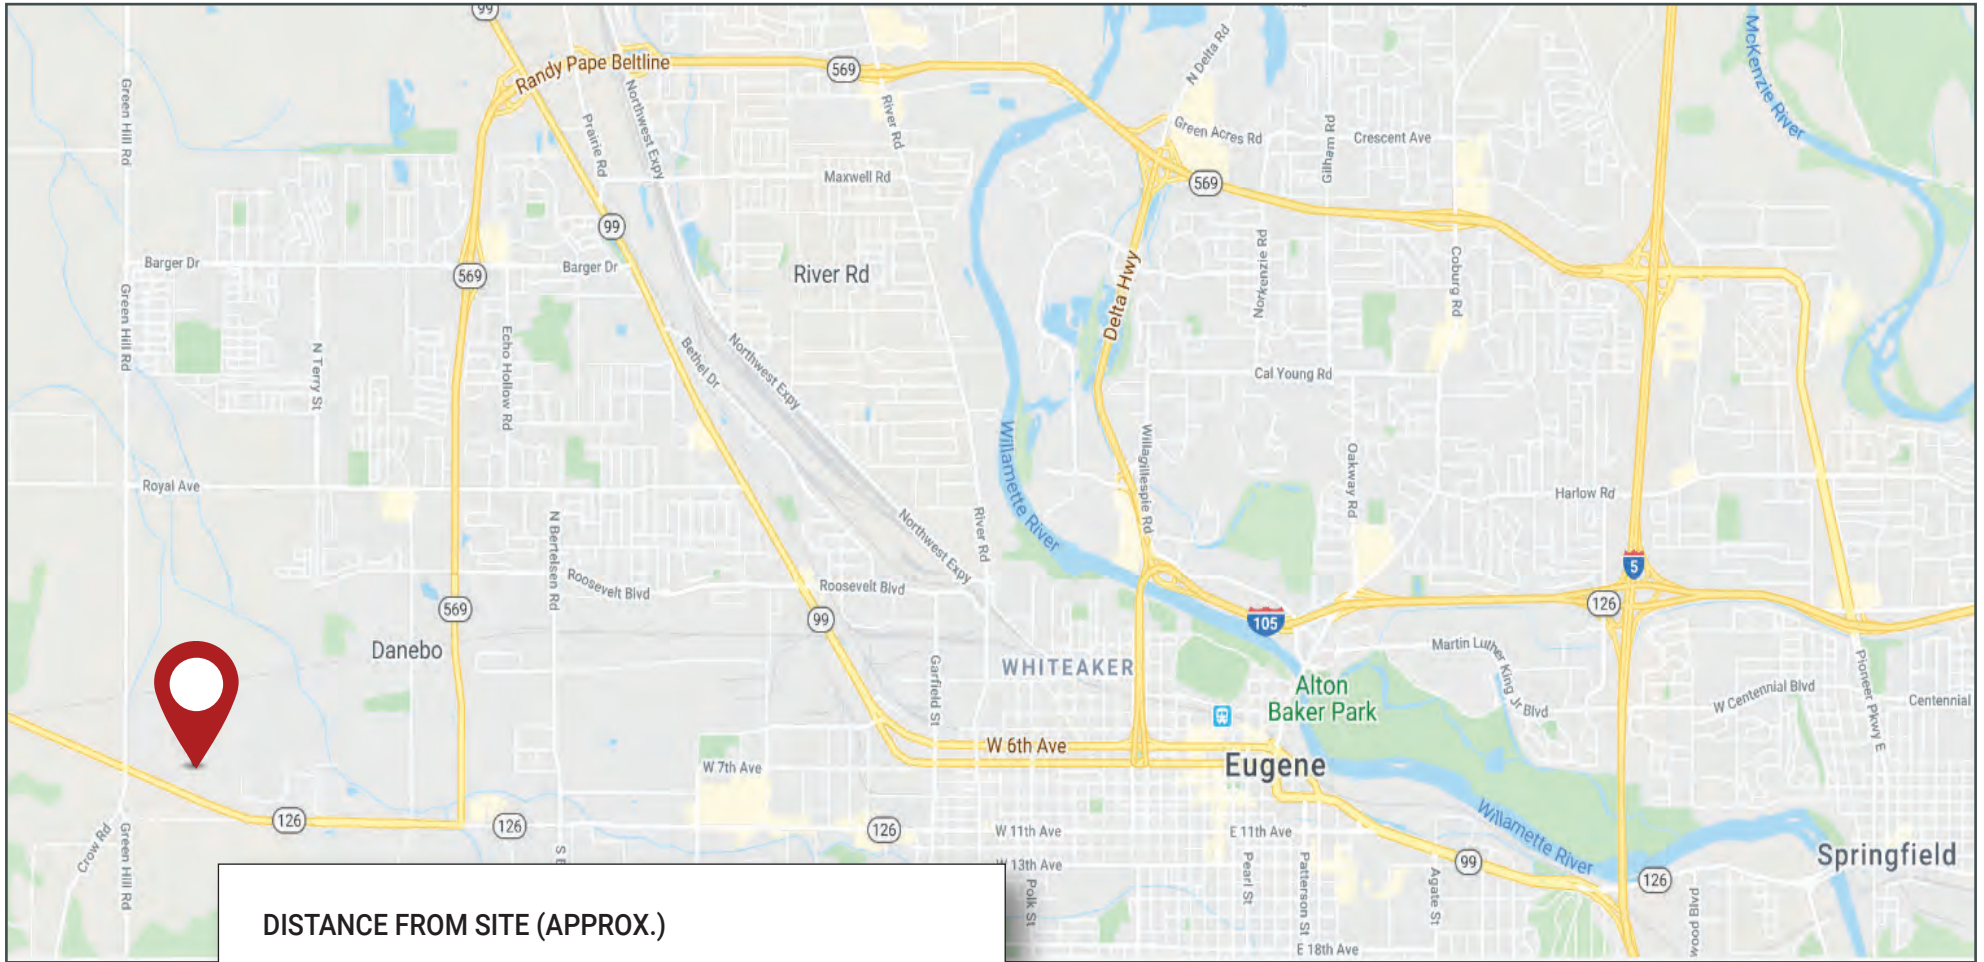 99
Randy Pape Beltline
569
Green Hill Rd
Northwest Expy
Prairie Rd
River Rd
N Delta Rd
Green Acres Rd
Gilham Rd
Crescent Ave
McKenzie River
Maxwell Rd
569
99
Barger Dr
569
Barger Dr
River Rd
Delta Hwy
Norkenzie Rd
Coburg Rd
Green Hill Rd
N Terry St
Echo Hollow Rd
Bethel Dr
Northwest Expy
Cal Young Rd
Willamette River
Willagillespie Rd
Oakway Rd
Royal Ave
Harlow Rd
N Bertelsen Rd
Northwest Expy
River Rd
Roosevelt Blvd
Roosevelt Blvd
5
569
99
105
126
Danebo
WHITEAKER
Garfield St
Martin Luther King Jr Blvd
Alton
Baker Park
W Centennial Blvd
Pioneer Pkwy E
Centennial
W 6th Ave
W 7th Ave
Eugene
126
126
126
W 11th Ave
E 11th Ave
Willamette River
Crow Rd
Green Hill Rd
W 13th Ave
Polk St
Pearl St
Patterson St
Agate St
99
126
Springfield
wood Blvd
E 18th Ave
DISTANCE FROM SITE (APPROX.)